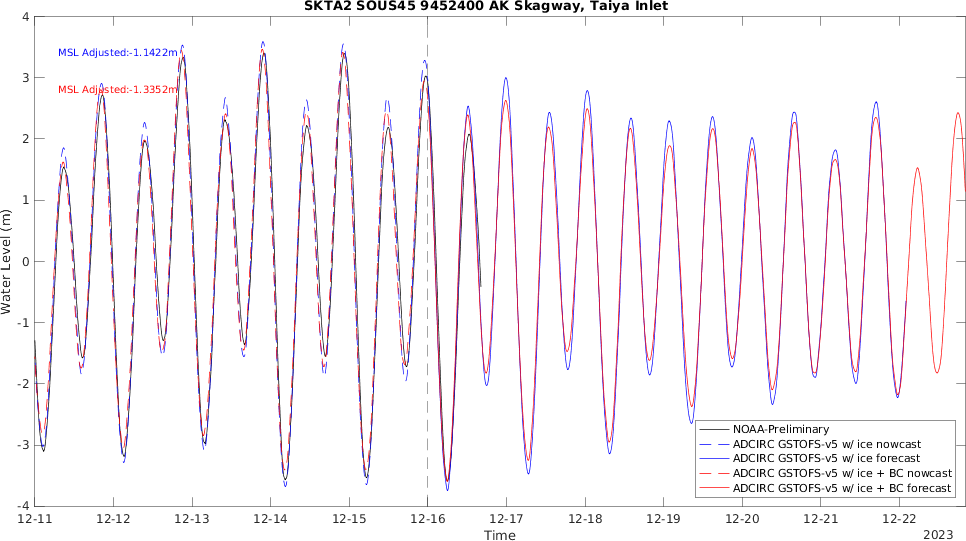 SKTA2 SOUS45 9452400 AK Skagway, Taiya Inlet
4
3
2
1
0
-1
-2
-3
-4
Water Level (m)
MSL Adjusted:-1.1422m
MSL Adjusted:-1.3352m
NOAA-Preliminary
ADCIRC GSTOFS-v5 w/ ice nowcast
ADCIRC GSTOFS-v5 w/ ice forecast
ADCIRC GSTOFS-v5 w/ ice + BC nowcast
ADCIRC GSTOFS-v5 w/ ice + BC forecast
12-11 12-12 12-13 12-14 12-15 12-16 12-17 12-18 12-19 12-20 12-21 12-22
Time
2023